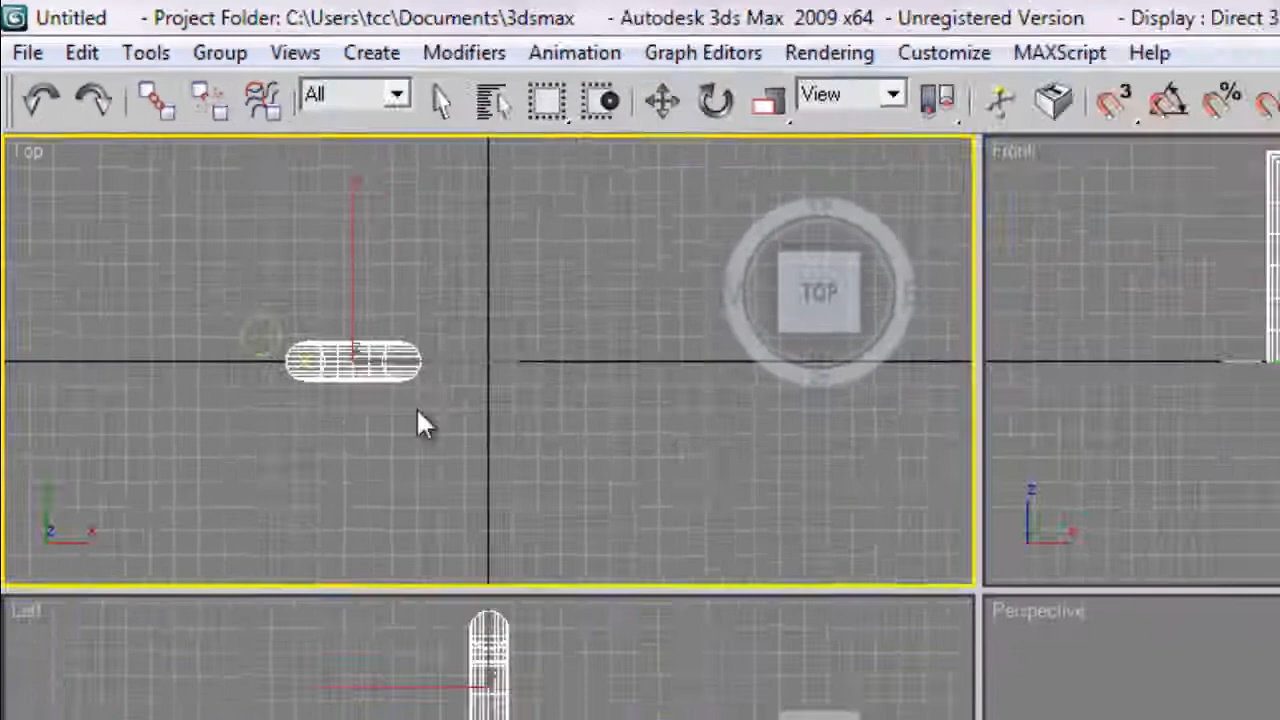 Untitled - Project Folder: C:\Users\tcc\Documents\3dsmax - Autodesk 3ds Max 2009 x64 - Unregistered Version - Display : Direct 3
File Edit Tools Group Views Create Modifiers Animation Graph Editors Rendering Customize MAXScript Help
All View 3 %
Top Front
TOP
z x z
Left Perspective